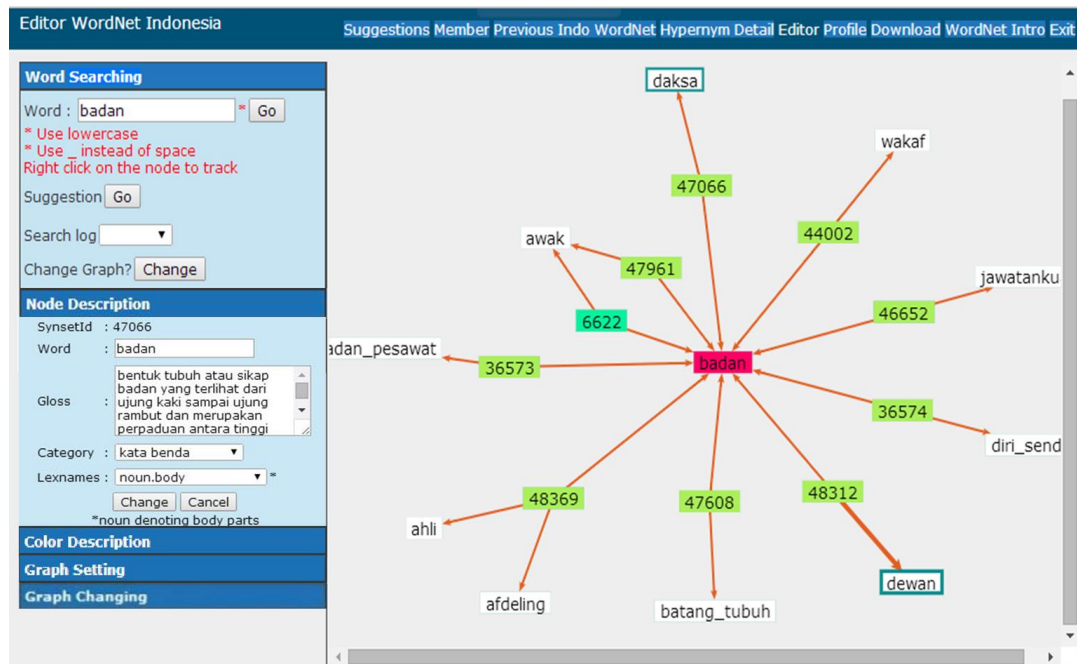 Editor WordNet Indonesia
Suggestions Member Previous Indo WordNet Hypernym Detail Editor Profile Download WordNet Intro Exit
Word Searching
Word : badan * Go
* Use lowercase
* Use _ instead of space
Right click on the node to track
Suggestion Go
Search log
Change Graph? Change
Node Description
SynsetId : 47066
Word : badan
Gloss : bentuk tubuh atau sikap
badan yang terlihat dari
ujung kaki sampai ujung
rambut dan merupakan
perpaduan antara tinggi
Category : kata benda
Lexnames : noun.body *
Change Cancel
*noun denoting body parts
Color Description
Graph Setting
Graph Changing
daksa
wakaf
47066
44002
awak
47961
jawatanku
46652
6622
adan_pesawat
36573
badan
36574
diri_send
48369
47608
48312
ahli
dewan
afdeling
batang_tubuh